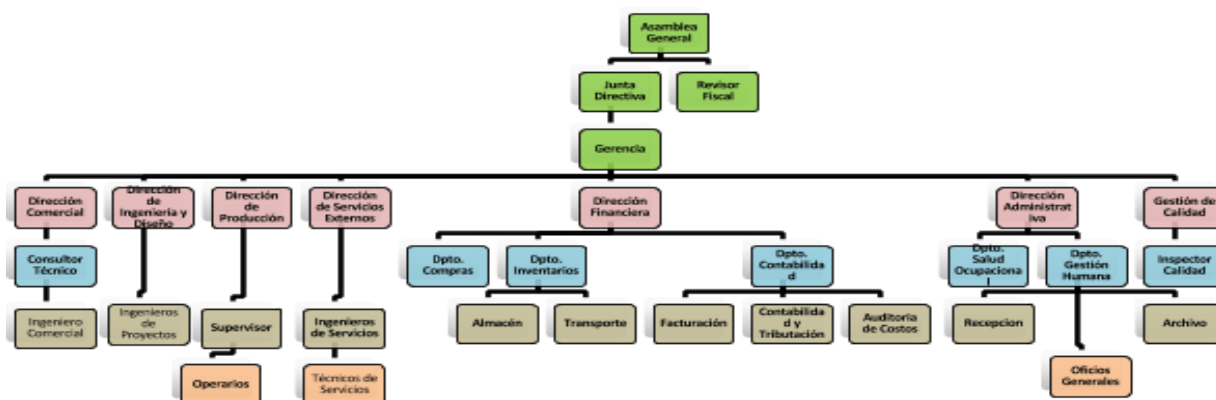 Asamblea
General
Junta
Directiva
Revisor
Fiscal
Gerencia
Dirección
Comercial
Dirección
de
Ingeniería y
Diseño
Dirección
de
Producción
Dirección
de Servicios
Externos
Dirección
Financiera
Dirección
Administrat
iva
Gestión de
Calidad
Consultor
Técnico
Dpto.
Compras
Dpto.
Inventarios
Dpto.
Contabilida
d
Dpto.
Salud
Ocupaciona
l
Dpto.
Gestión
Humana
Inspector
Calidad
Ingeniero
Comercial
Ingenieros
de
Proyectos
Supervisor
Ingenieros
de Servicios
Almacén
Transporte
Facturación
Contabilida
d y
Tributación
Auditoria
de Costos
Recepcion
Archivo
Operarios
Técnicos de
Servicios
Oficios
Generales